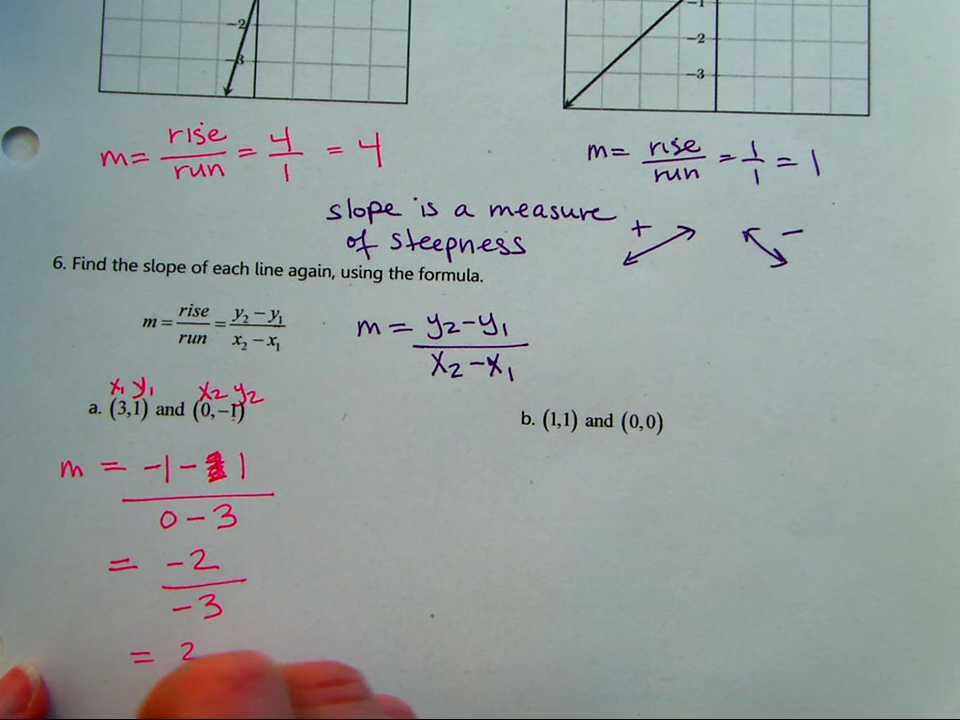 -2
-3
-1
-2
-3
m = rise/run = 4/1 = 4
m = rise/run = 1/1 = 1
slope is a measure
of steepness
+ −
6. Find the slope of each line again, using the formula.
m = rise/run = (y₂ − y₁)/(x₂ − x₁)
m = (y₂ − y₁)/(x₂ − x₁)
x₁ y₁ x₂ y₂
a. (3,1) and (0,−1)
b. (1,1) and (0,0)
m = (−1 − 1)/(0 − 3)
= −2/−3
= 2